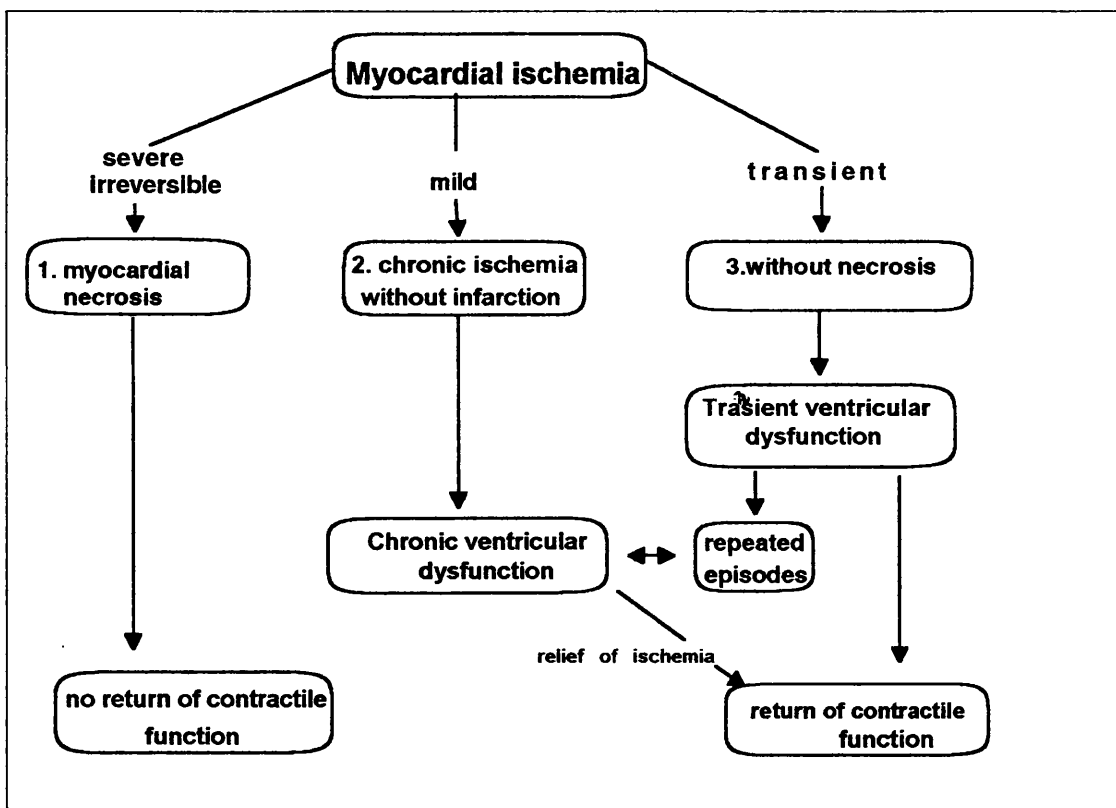 Myocardial ischemia
severe
irreversible
mild
transient
1. myocardial
necrosis
2. chronic ischemia
without infarction
3.without necrosis
Trasient ventricular
dysfunction
Chronic ventricular
dysfunction
repeated
episodes
relief of ischemia
no return of contractile
function
return of contractile
function